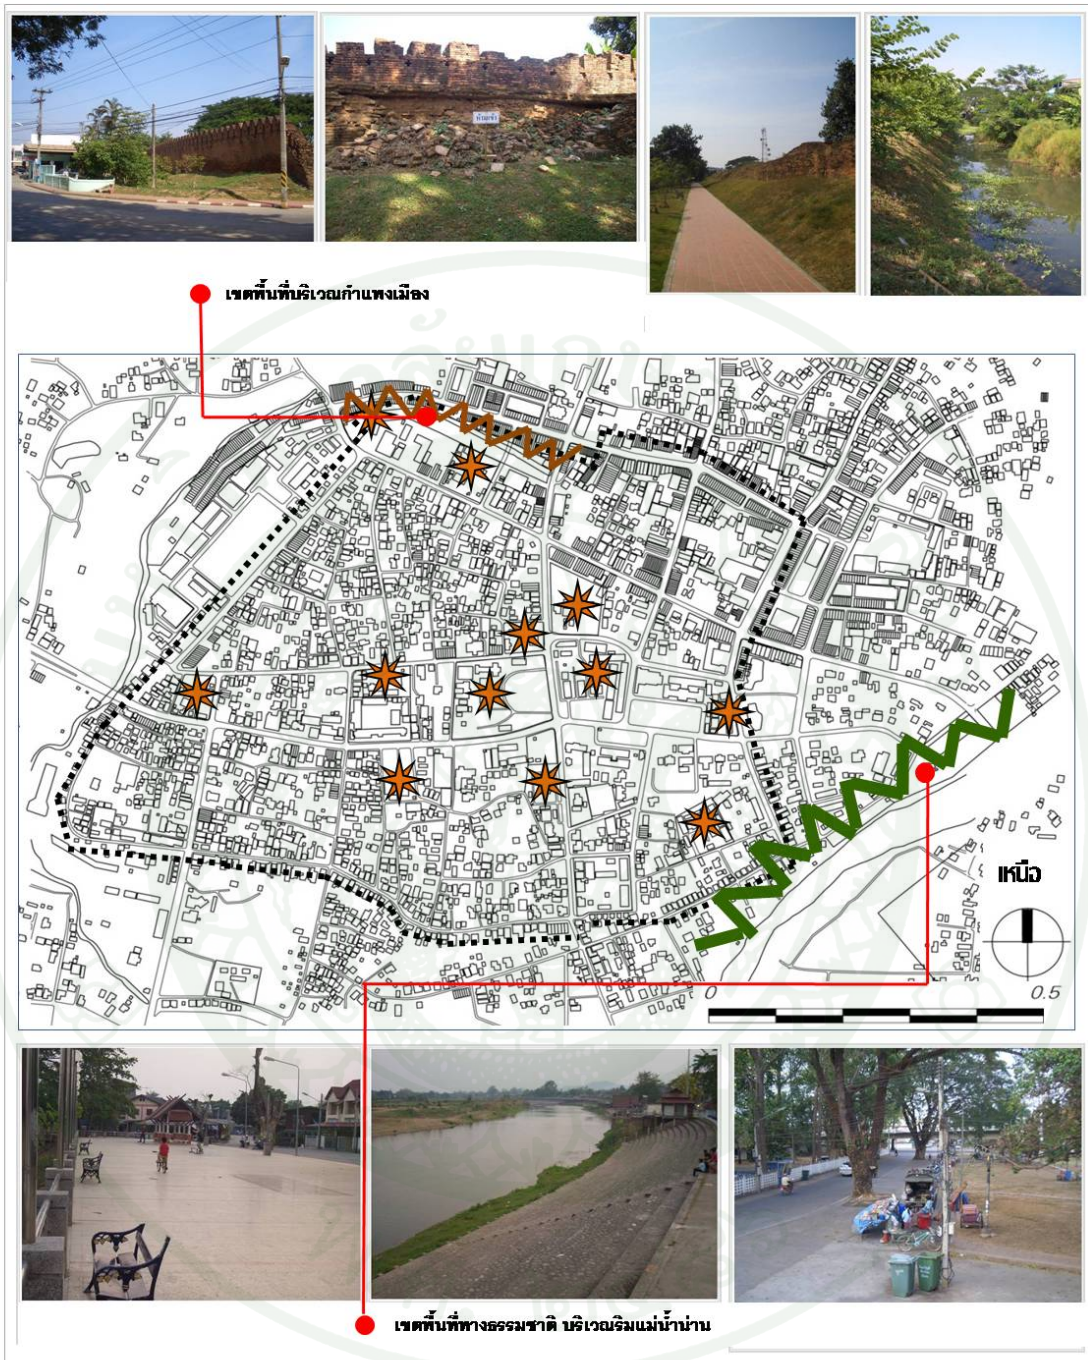 เขตพื้นที่บริเวณกำแพงเมือง
เหนือ
0 0.5
เขตพื้นที่ทางธรรมชาติ บริเวณริมแม่น้ำน่าน